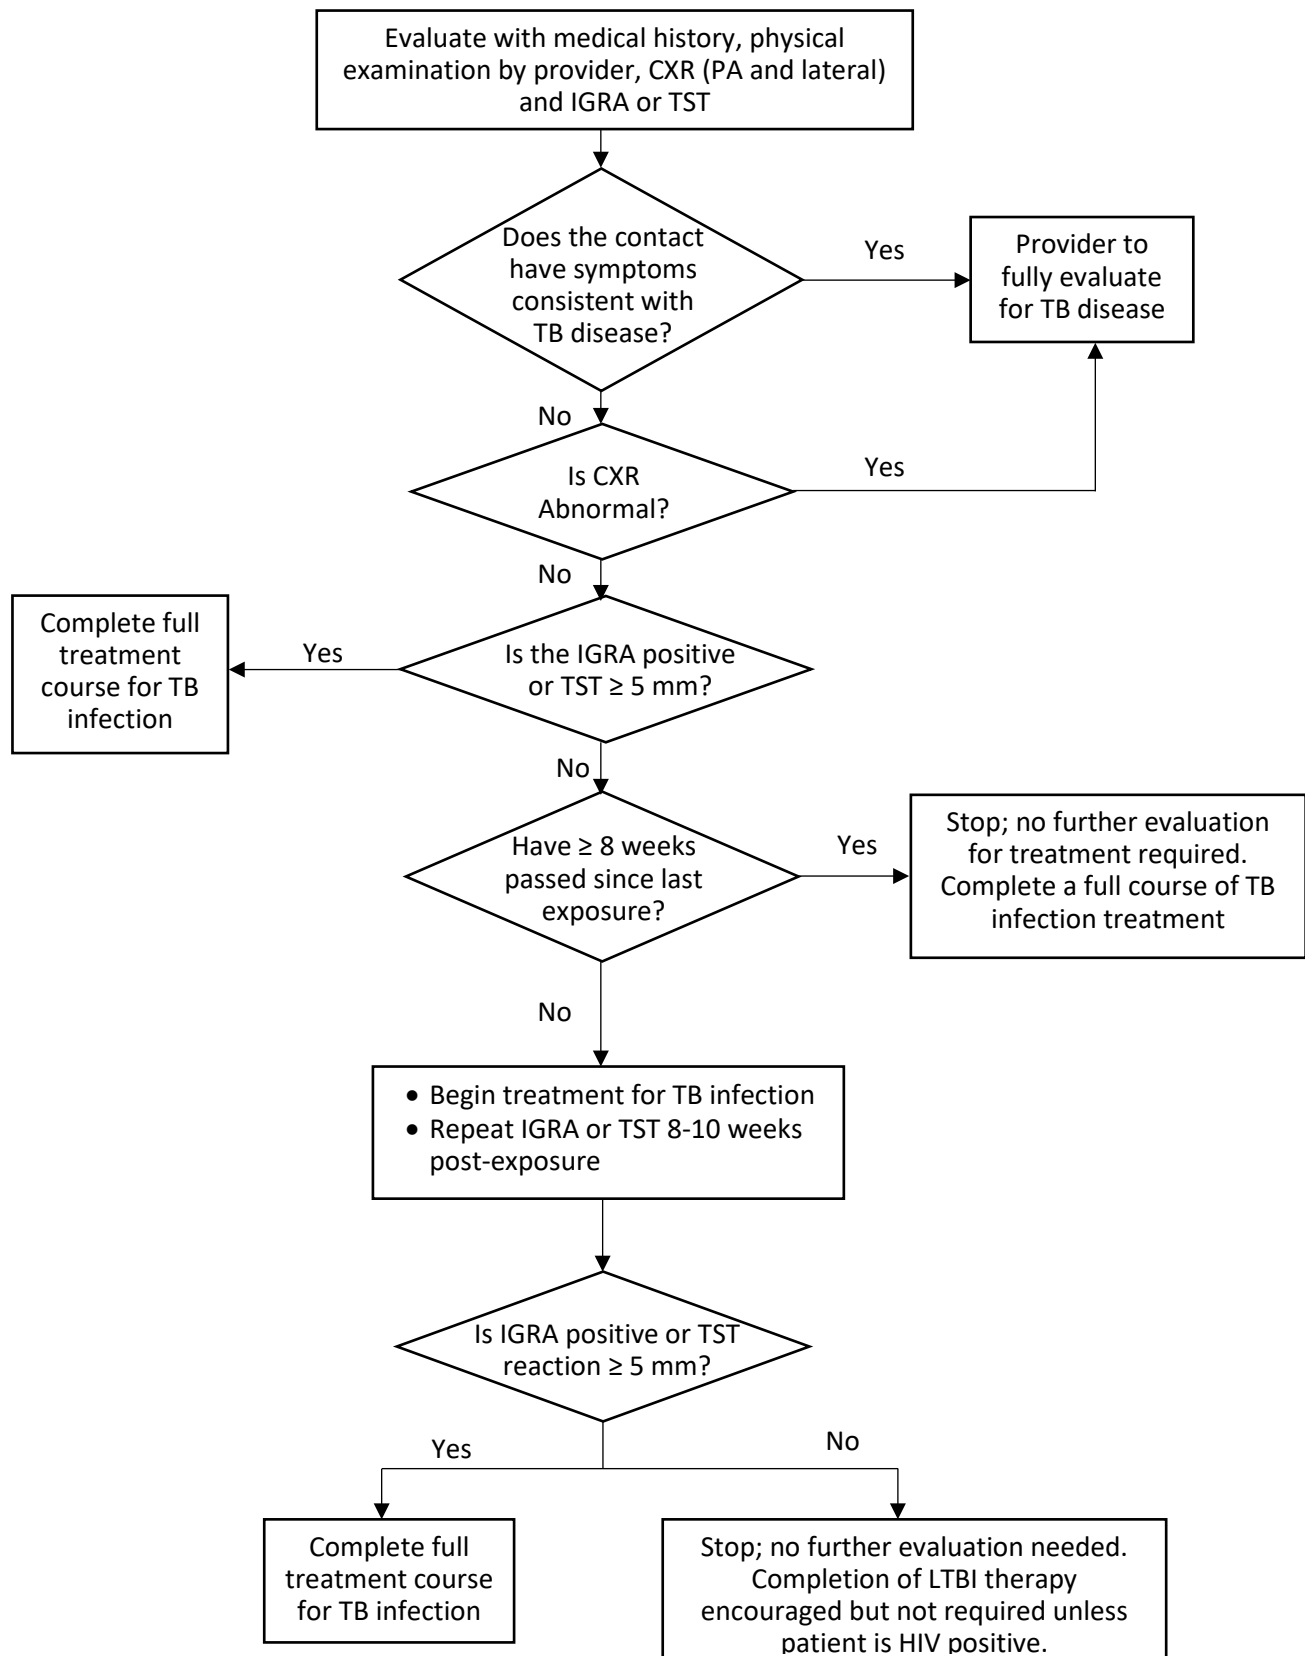 Evaluate with medical history, physical
examination by provider, CXR (PA and lateral)
and IGRA or TST
Does the contact
have symptoms
consistent with
TB disease?
Yes
Provider to
fully evaluate
for TB disease
No
Is CXR
Abnormal?
Yes
No
Complete full
treatment
course for TB
infection
Yes
Is the IGRA positive
or TST ≥ 5 mm?
No
Have ≥ 8 weeks
passed since last
exposure?
Yes
Stop; no further evaluation
for treatment required.
Complete a full course of TB
infection treatment
No
• Begin treatment for TB infection
• Repeat IGRA or TST 8-10 weeks
post-exposure
Is IGRA positive or TST
reaction ≥ 5 mm?
Yes
No
Complete full
treatment course
for TB infection
Stop; no further evaluation needed.
Completion of LTBI therapy
encouraged but not required unless
patient is HIV positive.